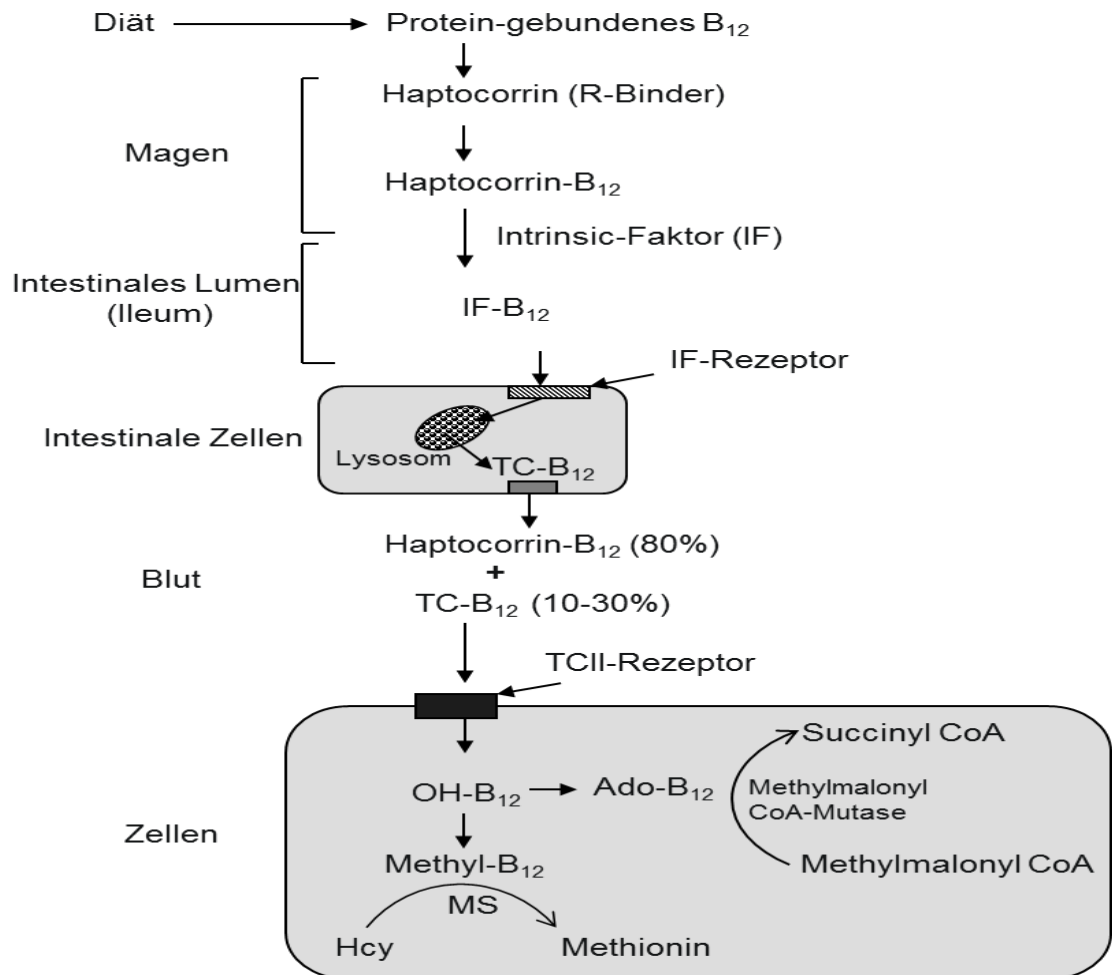 Diät
Protein-gebundenes B₁₂
Haptocorrin (R-Binder)
Magen
Haptocorrin-B₁₂
Intrinsic-Faktor (IF)
Intestinales Lumen
(Ileum)
IF-B₁₂
IF-Rezeptor
Intestinale Zellen
Lysosom
TC-B₁₂
Haptocorrin-B₁₂ (80%)
+
Blut
TC-B₁₂ (10-30%)
TCII-Rezeptor
Succinyl CoA
OH-B₁₂
Ado-B₁₂
Methylmalonyl
CoA-Mutase
Zellen
Methyl-B₁₂
Methylmalonyl CoA
MS
Hcy
Methionin